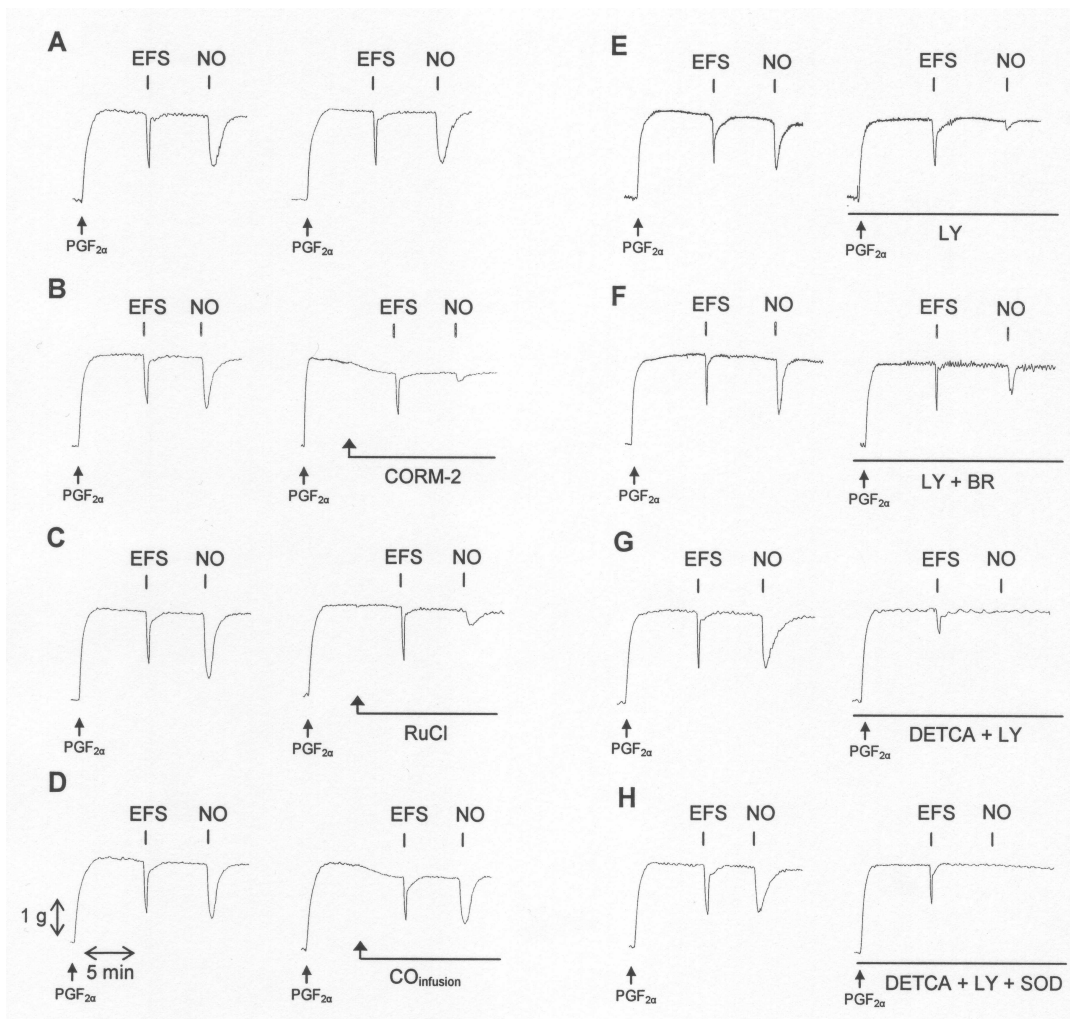 A
EFS NO EFS NO
PGF2α PGF2α
B
EFS NO EFS NO
CORM-2
PGF2α PGF2α
C
EFS NO EFS NO
RuCl
PGF2α PGF2α
D
EFS NO EFS NO
1 g
5 min
COinfusion
PGF2α PGF2α
E
EFS NO EFS NO
LY
PGF2α PGF2α
F
EFS NO EFS NO
LY + BR
PGF2α PGF2α
G
EFS NO EFS NO
DETCA + LY
PGF2α PGF2α
H
EFS NO EFS NO
DETCA + LY + SOD
PGF2α PGF2α